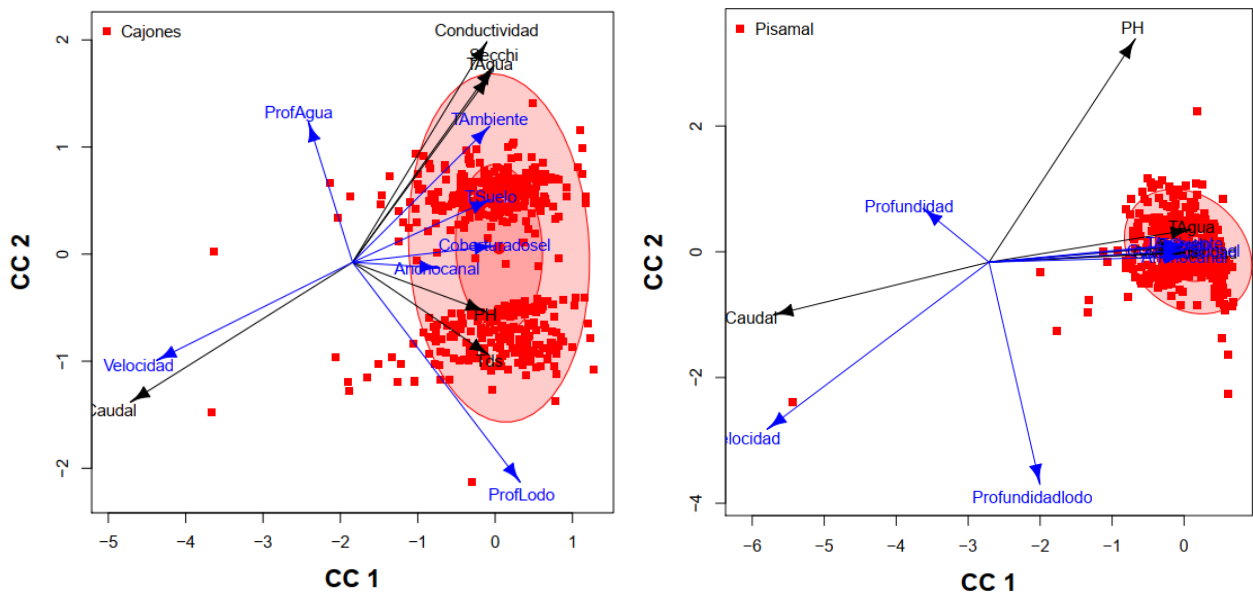 Cajones
Conductividad
Secchi
TAgua
ProfAgua
TAmbiente
TSuelo
Coberturadosel
Anchocanal
PH
Tds
Velocidad
Caudal
ProfLodo
2
1
0
−1
−2
CC 2
−5 −4 −3 −2 −1 0 1
CC 1
Pisamal
PH
Profundidad
TAgua
Caudal
elocidad
Profundidadlodo
2
0
−2
−4
CC 2
−6 −5 −4 −3 −2 −1 0
CC 1